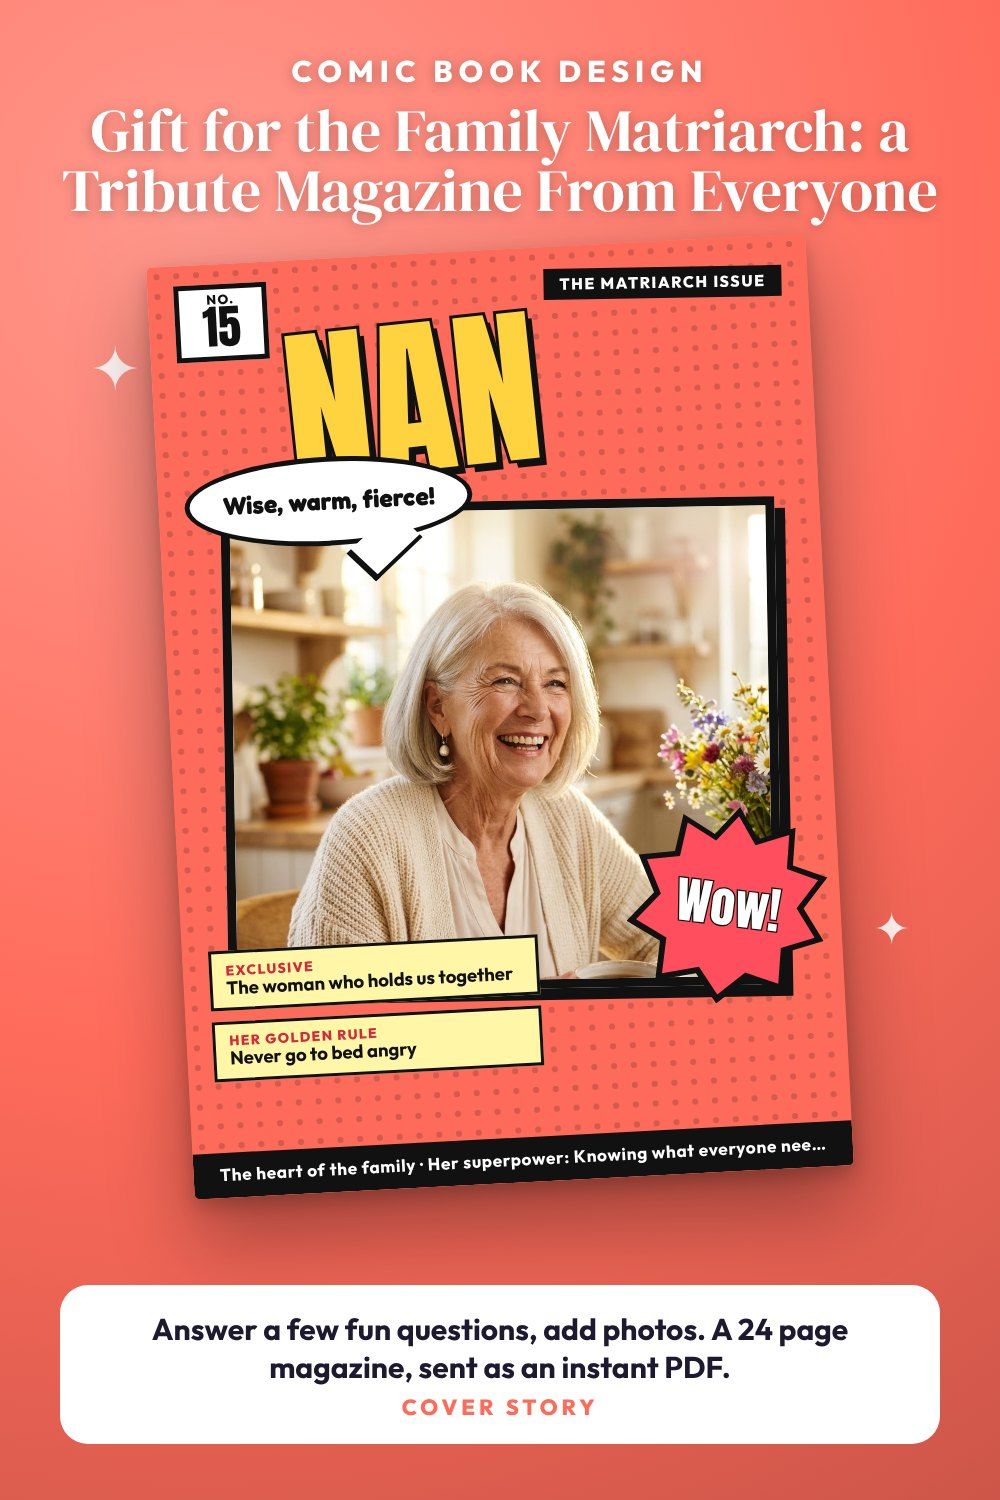 COMIC BOOK DESIGN
Gift for the Family Matriarch: a
Tribute Magazine From Everyone
NO.
15
THE MATRIARCH ISSUE
NAN
Wise, warm, fierce!
Wow!
EXCLUSIVE
The woman who holds us together
HER GOLDEN RULE
Never go to bed angry
The heart of the family · Her superpower: Knowing what everyone nee...
Answer a few fun questions, add photos. A 24 page
magazine, sent as an instant PDF.
COVER STORY